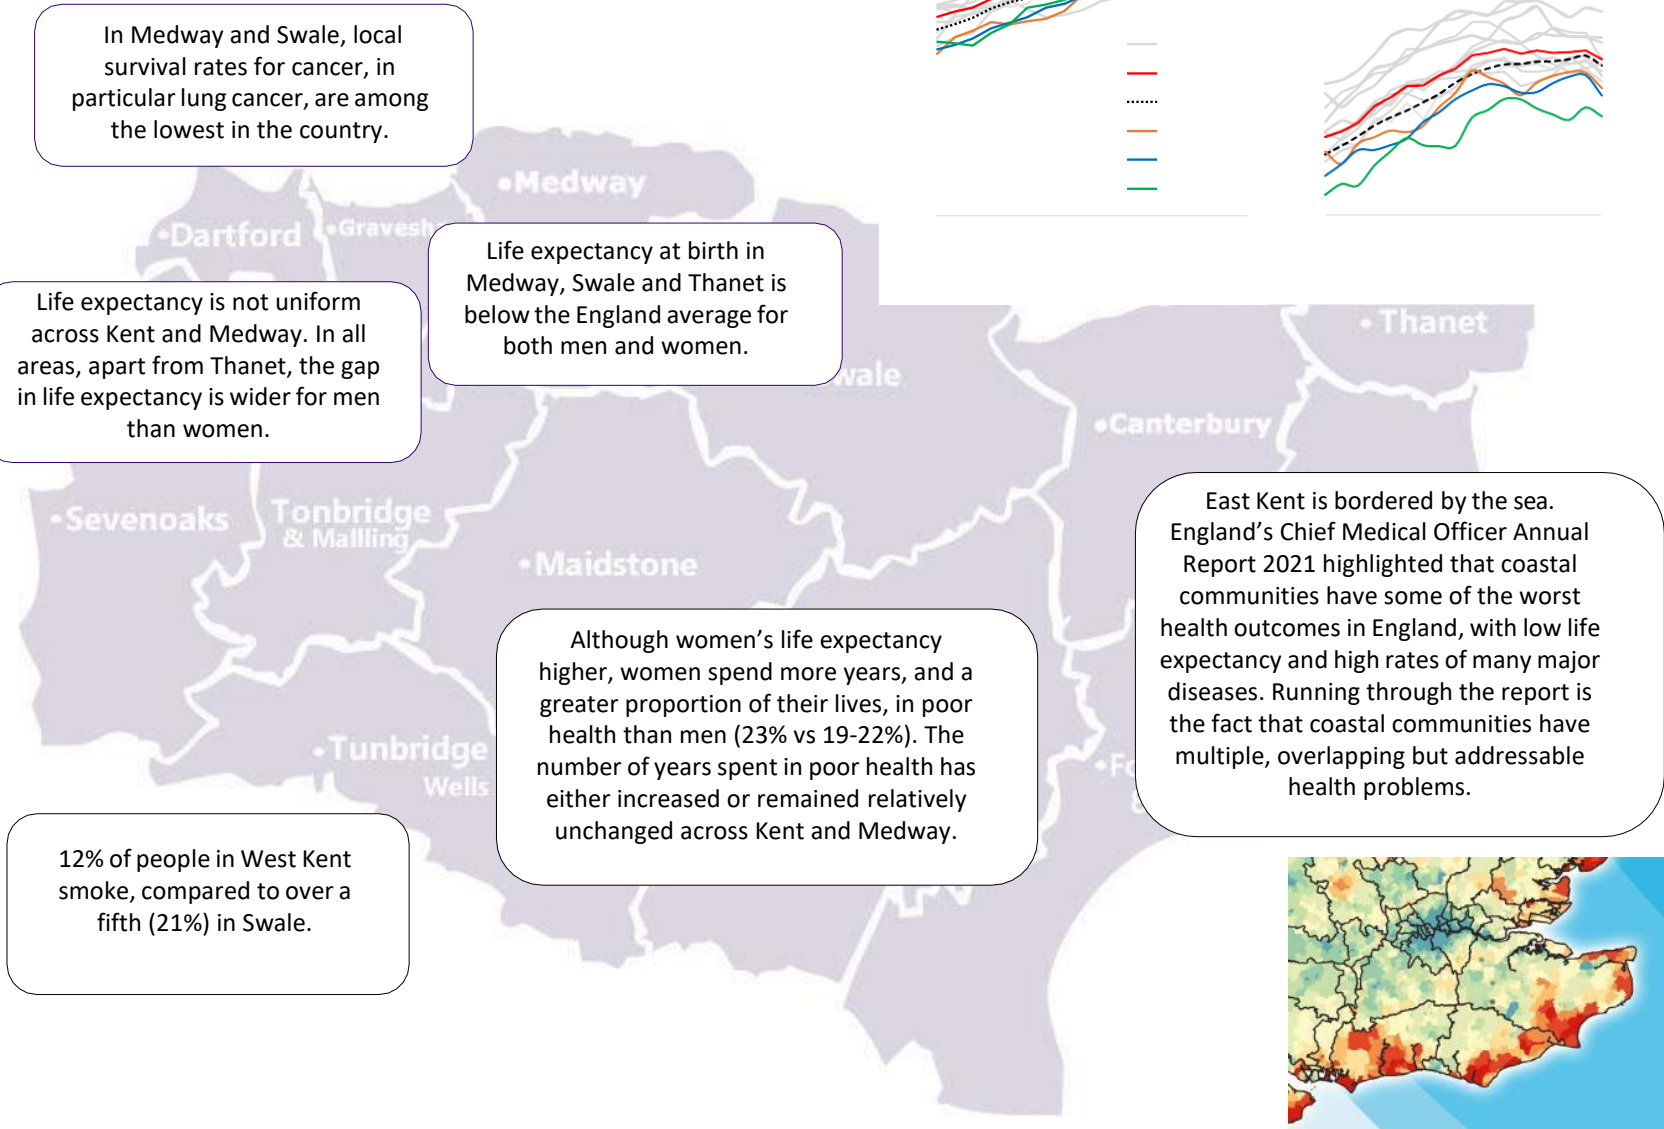 In Medway and Swale, local
survival rates for cancer, in
particular lung cancer, are among
the lowest in the country.
•Medway
•Dartford
•Gravesh
Life expectancy at birth in
Medway, Swale and Thanet is
below the England average for
both men and women.
Life expectancy is not uniform
across Kent and Medway. In all
areas, apart from Thanet, the gap
in life expectancy is wider for men
than women.
• Thanet
wale
•Canterbury
•Sevenoaks
Tonbridge
& Mallling
•Maidstone
East Kent is bordered by the sea.
England’s Chief Medical Officer Annual
Report 2021 highlighted that coastal
communities have some of the worst
health outcomes in England, with low life
expectancy and high rates of many major
diseases. Running through the report is
the fact that coastal communities have
multiple, overlapping but addressable
health problems.
Although women’s life expectancy
higher, women spend more years, and a
greater proportion of their lives, in poor
health than men (23% vs 19-22%). The
number of years spent in poor health has
either increased or remained relatively
unchanged across Kent and Medway.
•Tunbridge
Wells
12% of people in West Kent
smoke, compared to over a
fifth (21%) in Swale.